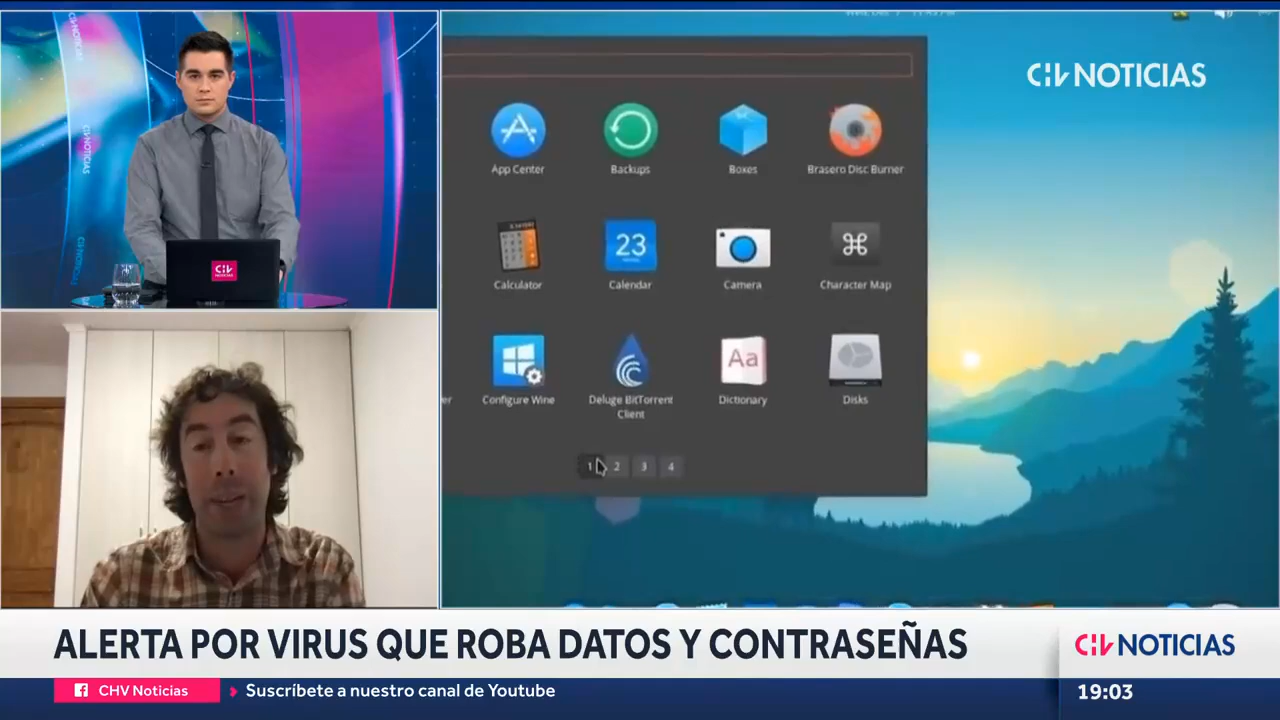 CHV NOTICIAS
App Center
Backups
Boxes
Brasero Disc Burner
Calculator
23
Calendar
Camera
Character Map
Configure Wine
Aa
Deluge BitTorrent
Client
Dictionary
Disks
1 2 3 4
CHV
NOTICIAS
ALERTA POR VIRUS QUE ROBA DATOS Y CONTRASEÑAS
CHV NOTICIAS
CHV Noticias
Suscríbete a nuestro canal de Youtube
19:03